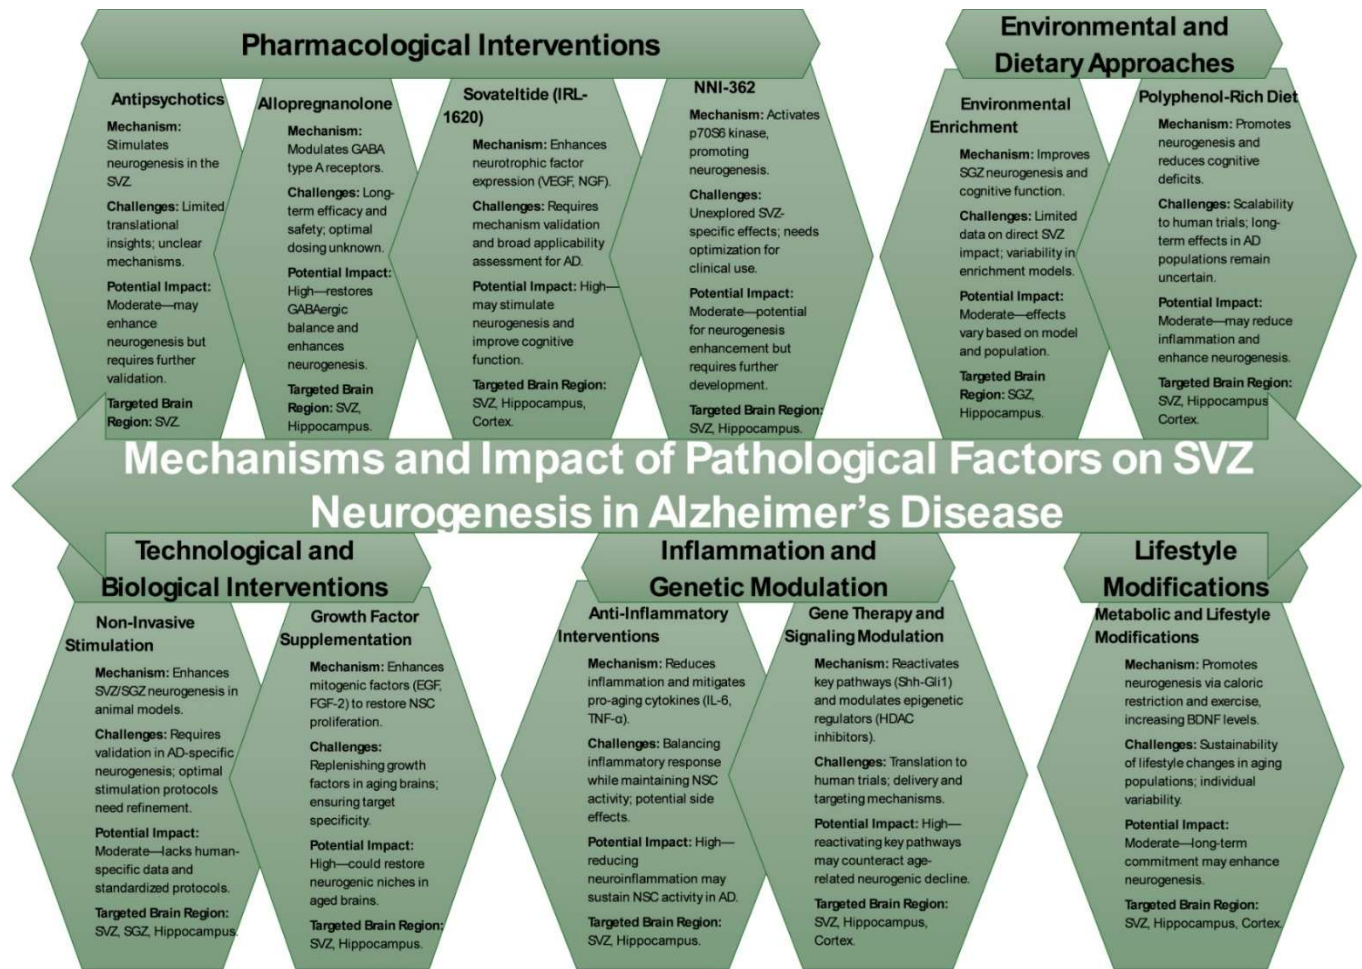 Pharmacological Interventions
Antipsychotics
Mechanism:
Stimulates
neurogenesis in the
SVZ.
Challenges: Limited
translational
insights; unclear
mechanisms.
Potential Impact:
Moderate—may
enhance
neurogenesis but
requires further
validation.
Targeted Brain
Region: SVZ.
Allopregnanolone
Mechanism:
Modulates GABA
type A receptors.
Challenges: Long-
term efficacy and
safety; optimal
dosing unknown.
Potential Impact:
High—restores
GABAergic
balance and
enhances
neurogenesis.
Targeted Brain
Region: SVZ,
Hippocampus.
Sovateltide (IRL-
1620)
Mechanism: Enhances
neurotrophic factor
expression (VEGF, NGF).
Challenges: Requires
mechanism validation
and broad applicability
assessment for AD.
Potential Impact: High—
may stimulate
neurogenesis and
improve cognitive
function.
Targeted Brain Region:
SVZ, Hippocampus,
Cortex.
NNI-362
Mechanism: Activates
p70S6 kinase,
promoting
neurogenesis.
Challenges:
Unexplored SVZ-
specific effects; needs
optimization for
clinical use.
Potential Impact:
Moderate—potential
for neurogenesis
enhancement but
requires further
development.
Targeted Brain Region:
SVZ, Hippocampus.
Environmental and
Dietary Approaches
Environmental
Enrichment
Mechanism: Improves
SGZ neurogenesis and
cognitive function.
Challenges: Limited
data on direct SVZ
impact; variability in
enrichment models.
Potential Impact:
Moderate—effects
vary based on model
and population.
Targeted Brain
Region: SGZ,
Hippocampus.
Polyphenol-Rich Diet
Mechanism: Promotes
neurogenesis and
reduces cognitive
deficits.
Challenges: Scalability
to human trials; long-
term effects in AD
populations remain
uncertain.
Potential Impact:
Moderate—may reduce
inflammation and
enhance neurogenesis.
Targeted Brain Region:
SVZ, Hippocampus
Cortex.
Mechanisms and Impact of Pathological Factors on SVZ
Neurogenesis in Alzheimer's Disease
Technological and
Biological Interventions
Non-Invasive
Stimulation
Mechanism: Enhances
SVZ/SGZ neurogenesis in
animal models.
Challenges: Requires
validation in AD-specific
neurogenesis; optimal
stimulation protocols
need refinement.
Potential Impact:
Moderate—lacks human-
specific data and
standardized protocols.
Targeted Brain Region:
SVZ, SGZ, Hippocampus.
Growth Factor
Supplementation
Mechanism: Enhances
mitogenic factors (EGF,
FGF-2) to restore NSC
proliferation.
Challenges:
Replenishing growth
factors in aging brains;
ensuring target
specificity.
Potential Impact:
High—could restore
neurogenic niches in
aged brains.
Targeted Brain Region:
SVZ, Hippocampus.
Inflammation and
Genetic Modulation
Anti-Inflammatory
Interventions
Mechanism: Reduces
inflammation and mitigates
pro-aging cytokines (IL-6,
TNF-α).
Challenges: Balancing
inflammatory response
while maintaining NSC
activity; potential side
effects.
Potential Impact: High—
reducing
neuroinflammation may
sustain NSC activity in AD.
Targeted Brain Region:
SVZ, Hippocampus.
Gene Therapy and
Signaling Modulation
Mechanism: Reactivates
key pathways (Shh-Gli1)
and modulates epigenetic
regulators (HDAC
inhibitors).
Challenges: Translation to
human trials; delivery and
targeting mechanisms.
Potential Impact: High—
reactivating key pathways
may counteract age-
related neurogenic decline.
Targeted Brain Region:
SVZ, Hippocampus,
Cortex.
Lifestyle
Modifications
Metabolic and Lifestyle
Modifications
Mechanism: Promotes
neurogenesis via caloric
restriction and exercise,
increasing BDNF levels.
Challenges: Sustainability
of lifestyle changes in aging
populations; individual
variability.
Potential Impact:
Moderate—long-term
commitment may enhance
neurogenesis.
Targeted Brain Region:
SVZ, Hippocampus, Cortex.